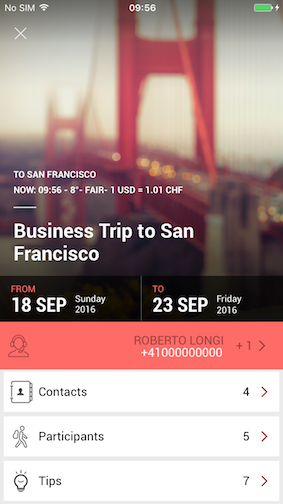 No SIM 09:56
TO SAN FRANCISCO
NOW: 09:56 - 8°- FAIR- 1 USD = 1.01 CHF
Business Trip to San
Francisco
FROM
18 SEP Sunday
2016
TO
23 SEP Friday
2016
ROBERTO LONGI
+41000000000
+ 1
Contacts 4
Participants 5
Tips 7